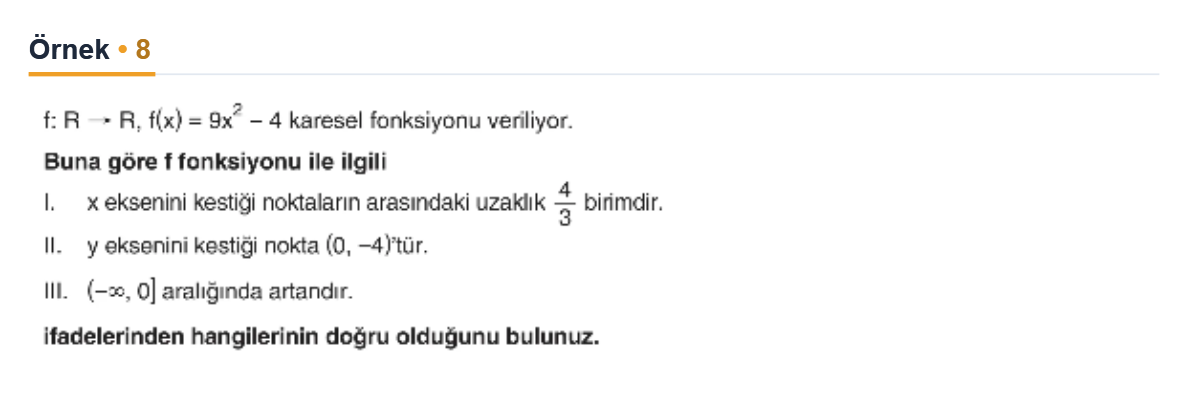 Örnek • 8
f: R → R, f(x) = 9x² – 4 karesel fonksiyonu veriliyor.
Buna göre f fonksiyonu ile ilgili
I. x eksenini kestiği noktaların arasındaki uzaklık 4/3 birimdir.
II. y eksenini kestiği nokta (0, –4)'tür.
III. (–∞, 0] aralığında artandır.
ifadelerinden hangilerinin doğru olduğunu bulunuz.